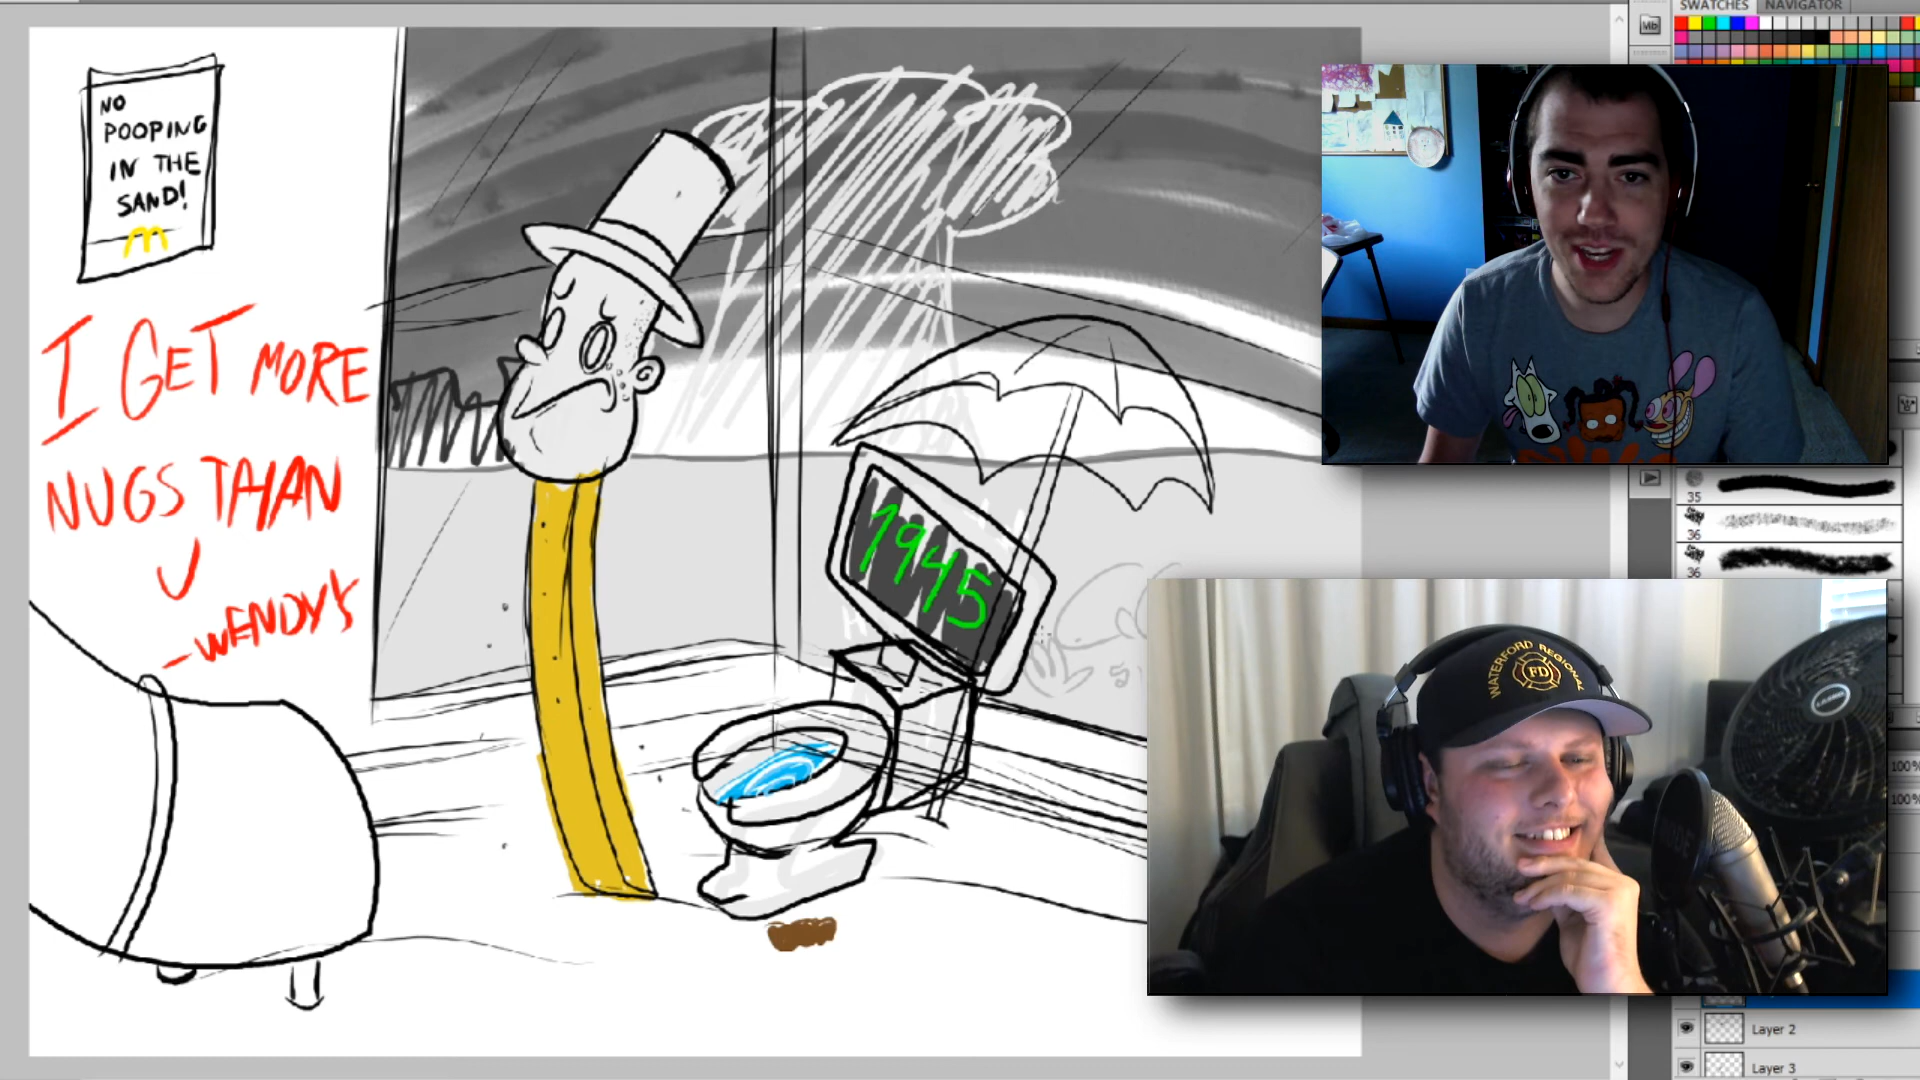 SWATCHES NAVIGATOR
Mb
NO
POOPING
IN THE
SAND!
I GET MORE
NUGS THAN
U
-WENDY'S
1945
WATERFORD REGIONAL
FD
35
36
36
100%
100%
Layer 2
Layer 3